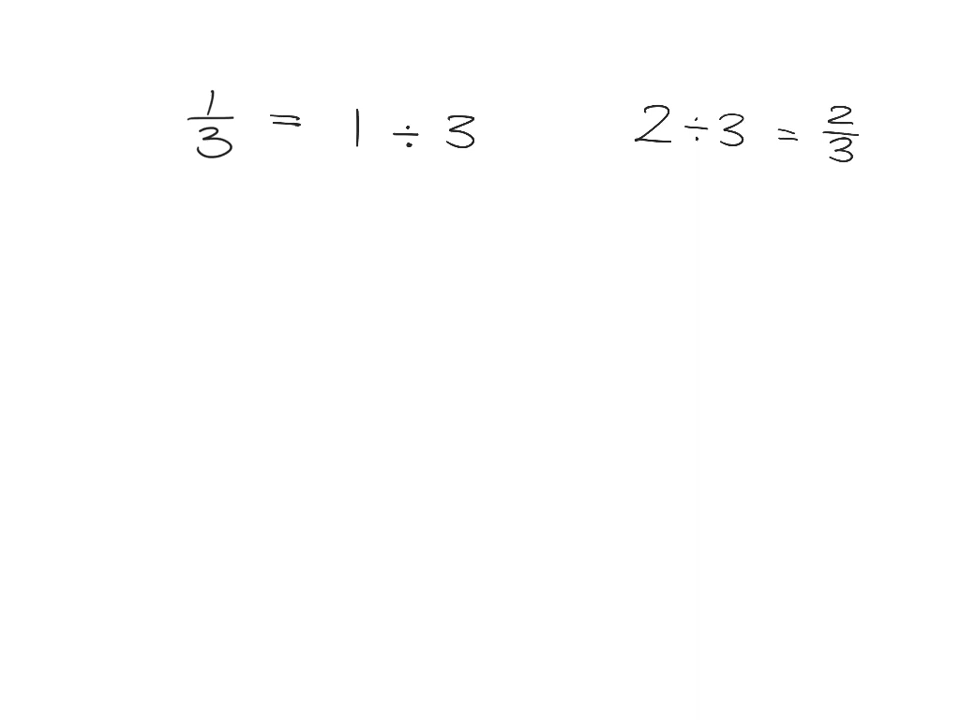 1/3 = 1 ÷ 3 2 ÷ 3 = 2/3